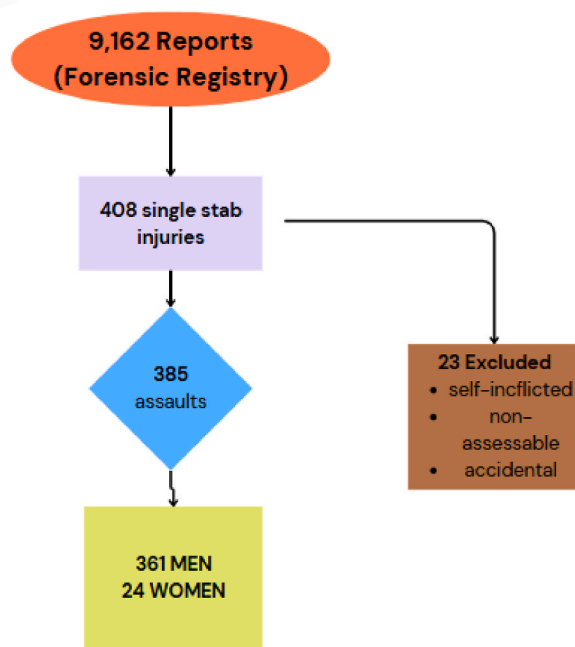 9,162 Reports
(Forensic Registry)
408 single stab
injuries
385
assaults
23 Excluded
• self-incflicted
• non-
assessable
• accidental
361 MEN
24 WOMEN